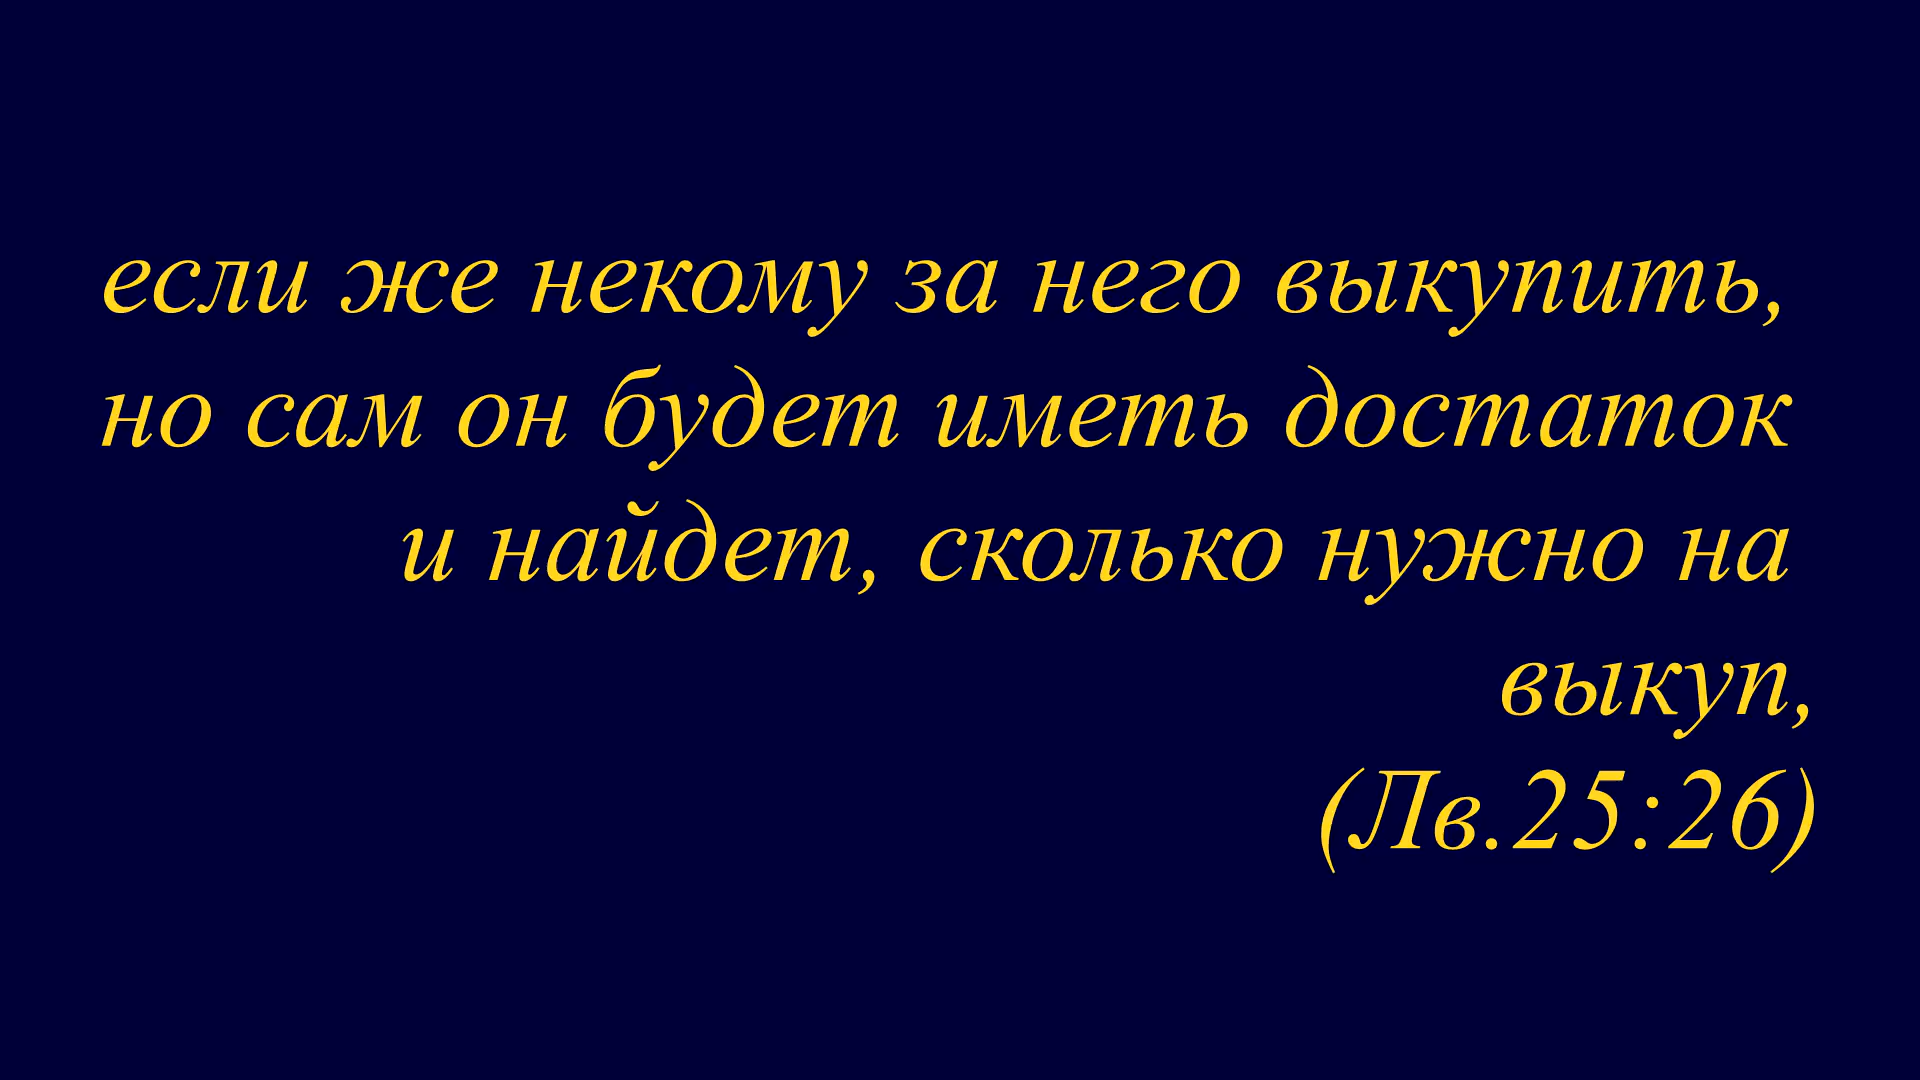 если же некому за него выкупить,
но сам он будет иметь достаток
и найдет, сколько нужно на
выкуп,
(Лв.25:26)